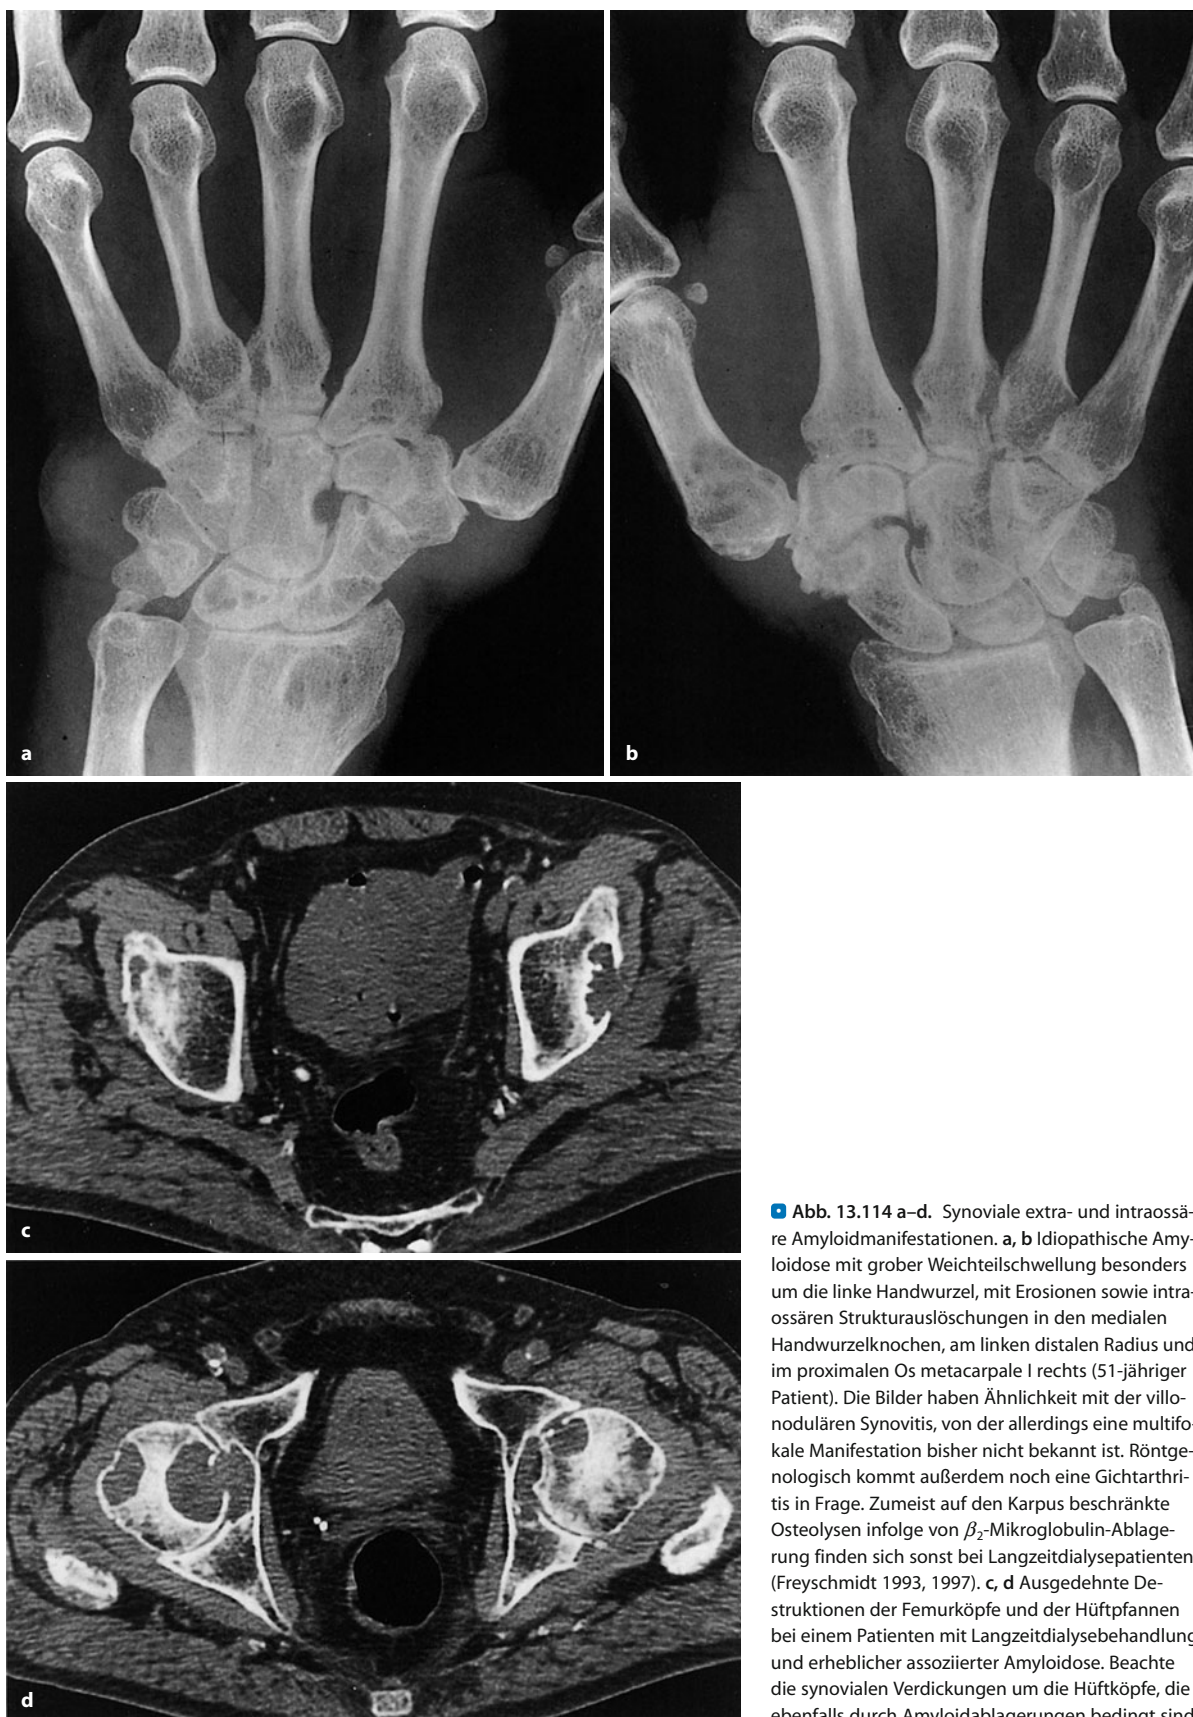 a
b
c
d
Abb. 13.114 a–d. Synoviale extra- und intraossä-
re Amyloidmanifestationen. a, b Idiopathische Amy-
loidose mit grober Weichteilschwellung besonders
um die linke Handwurzel, mit Erosionen sowie intra-
ossären Strukturauslöschungen in den medialen
Handwurzelknochen, am linken distalen Radius und
im proximalen Os metacarpale I rechts (51-jähriger
Patient). Die Bilder haben Ähnlichkeit mit der villo-
nodulären Synovitis, von der allerdings eine multifo-
kale Manifestation bisher nicht bekannt ist. Röntge-
nologisch kommt außerdem noch eine Gichtarthri-
tis in Frage. Zumeist auf den Karpus beschränkte
Osteolysen infolge von β₂-Mikroglobulin-Ablage-
rung finden sich sonst bei Langzeitdialysepatienten
(Freyschmidt 1993, 1997). c, d Ausgedehnte De-
struktionen der Femurköpfe und der Hüftpfannen
bei einem Patienten mit Langzeitdialysebehandlung
und erheblicher assoziierter Amyloidose. Beachte
die synovialen Verdickungen um die Hüftköpfe, die
ebenfalls durch Amyloidablagerungen bedingt sind